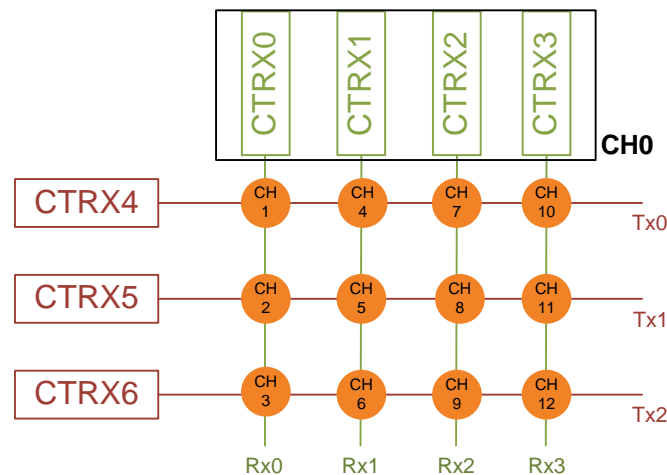 CTRX0
CTRX1
CTRX2
CTRX3
CH0
CTRX4
CH
1
CH
4
CH
7
CH
10
Tx0
CTRX5
CH
2
CH
5
CH
8
CH
11
Tx1
CTRX6
CH
3
CH
6
CH
9
CH
12
Tx2
Rx0
Rx1
Rx2
Rx3